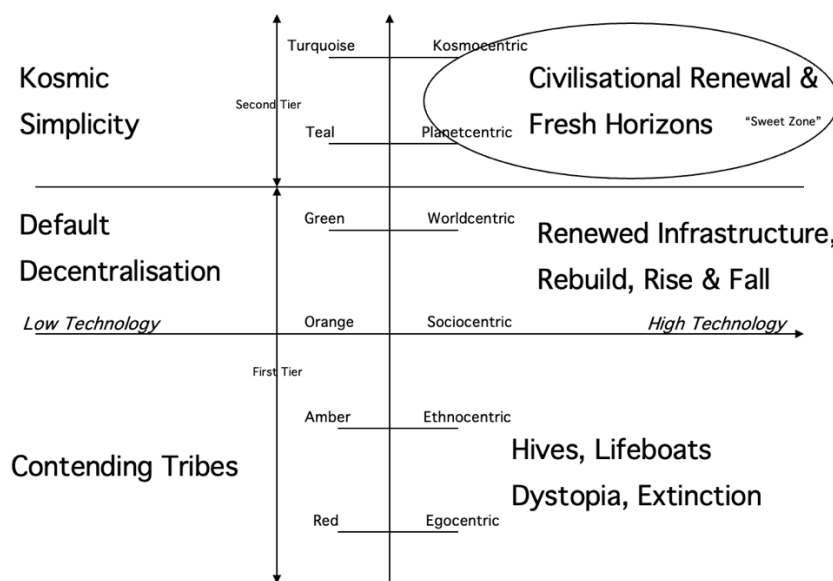 Turquoise
Kosmocentric
Kosmic
Simplicity
Civilisational Renewal &
Fresh Horizons
“Sweet Zone”
Second Tier
Teal
Planetcentric
Default
Decentralisation
Green
Worldcentric
Renewed Infrastructure,
Rebuild, Rise & Fall
Low Technology
Orange
Sociocentric
High Technology
First Tier
Amber
Ethnocentric
Contending Tribes
Hives, Lifeboats
Dystopia, Extinction
Red
Egocentric